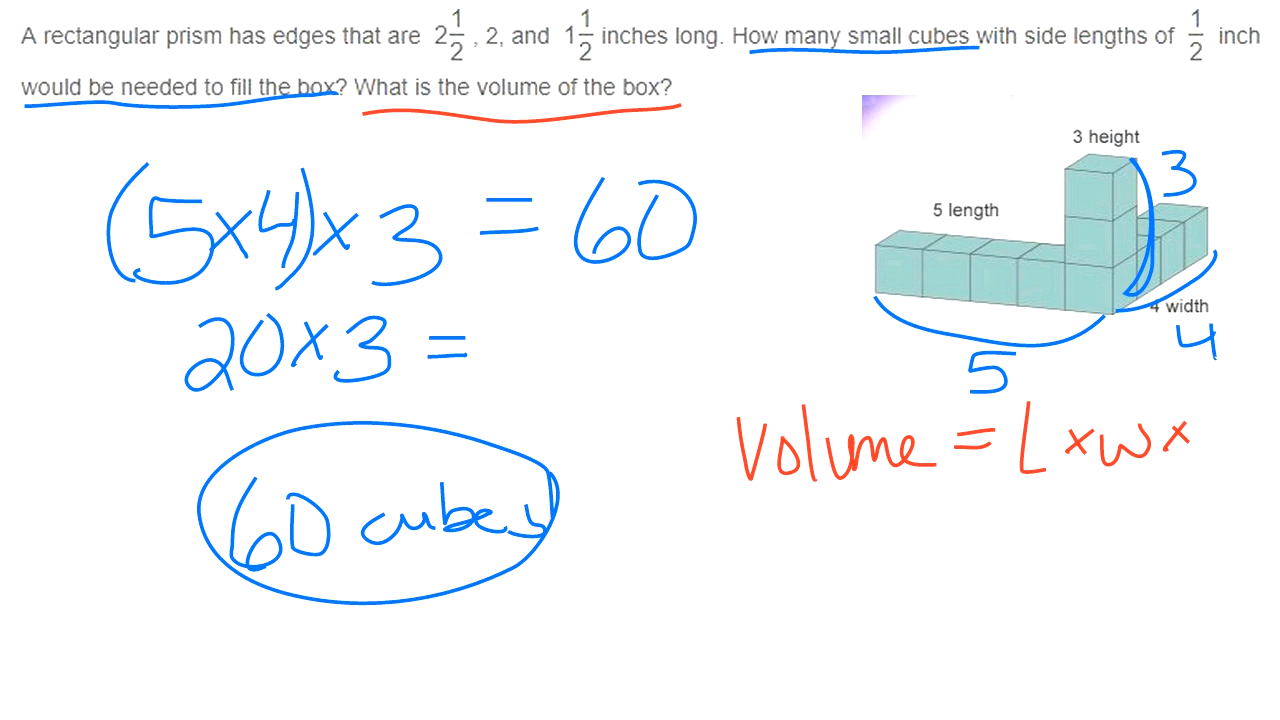 A rectangular prism has edges that are 2 1/2 , 2, and 1 1/2 inches long. How many small cubes with side lengths of 1/2 inch
would be needed to fill the box? What is the volume of the box?
3 height
3
5 length
(5x4)x3 = 60
4 width
4
20x3 =
5
Volume = L x w x
60 cubes